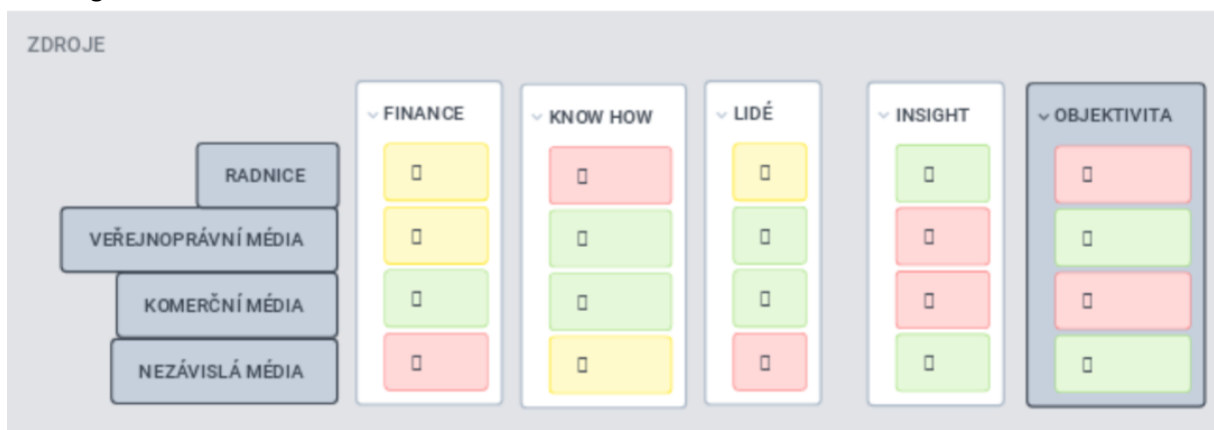 ZDROJE
FINANCE
KNOW HOW
LIDÉ
INSIGHT
OBJEKTIVITA
RADNICE
VEŘEJNOPRÁVNÍ MÉDIA
KOMERČNÍ MÉDIA
NEZÁVISLÁ MÉDIA